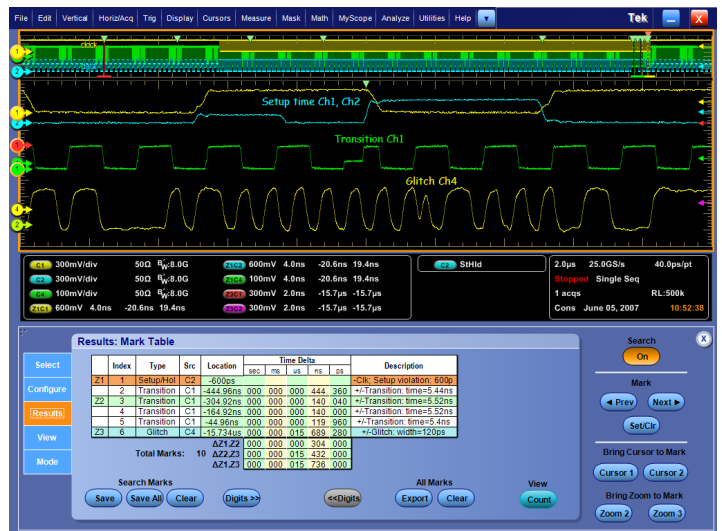 File Edit Vertical Horiz/Acq Trig Display Cursors Measure Mask Math MyScope Analyze Utilities Help Tek X
clock
Setup time Ch1, Ch2
Transition Ch1
Glitch Ch4
C1 300mV/div 50Ω BW:8.0G Z1C2 600mV 4.0ns -20.6ns 19.4ns C2 StHld 2.0µs 25.0GS/s 40.0ps/pt
C2 300mV/div 50Ω BW:8.0G Z1C4 100mV 4.0ns -20.6ns 19.4ns Stopped Single Seq
C4 100mV/div 50Ω BW:8.0G Z3C1 300mV 2.0ns -15.7µs -15.7µs 1 acqs RL:500k
Z1C1 600mV 4.0ns -20.6ns 19.4ns 300mV 2.0ns -15.7µs -15.7µs Cons June 05, 2007 10:52:38
Results: Mark Table
Search
On
X
Select
Configure
Results
View
Mode
Index Type Src Location Time Delta Description
sec ms us ns ps
Z1 1 Setup/Hol C2 -600ps -Clk; Setup violation: 600p
2 Transition C1 -444.96ns 000 000 000 444 360 +/-Transition: time=5.44ns
Z2 3 Transition C1 -304.92ns 000 000 000 140 040 +/-Transition: time=5.52ns
4 Transition C1 -164.92ns 000 000 000 140 000 +/-Transition: time=5.52ns
5 Transition C1 -44.96ns 000 000 000 119 960 +/-Transition: time=5.4ns
Z3 6 Glitch C4 -15.734us 000 000 015 689 280 +/-Glitch: width=120ps
ΔZ1,Z2 000 000 000 304 000
Total Marks: 10 ΔZ2,Z3 000 000 015 432 000
ΔZ1,Z3 000 000 015 736 000
Mark
Prev Next
Set/Clr
Bring Cursor to Mark
Cursor 1 Cursor 2
Bring Zoom to Mark
Zoom 2 Zoom 3
Search Marks
Save Save All Clear
Digits >> <<Digits
All Marks
Export Clear
View
Count